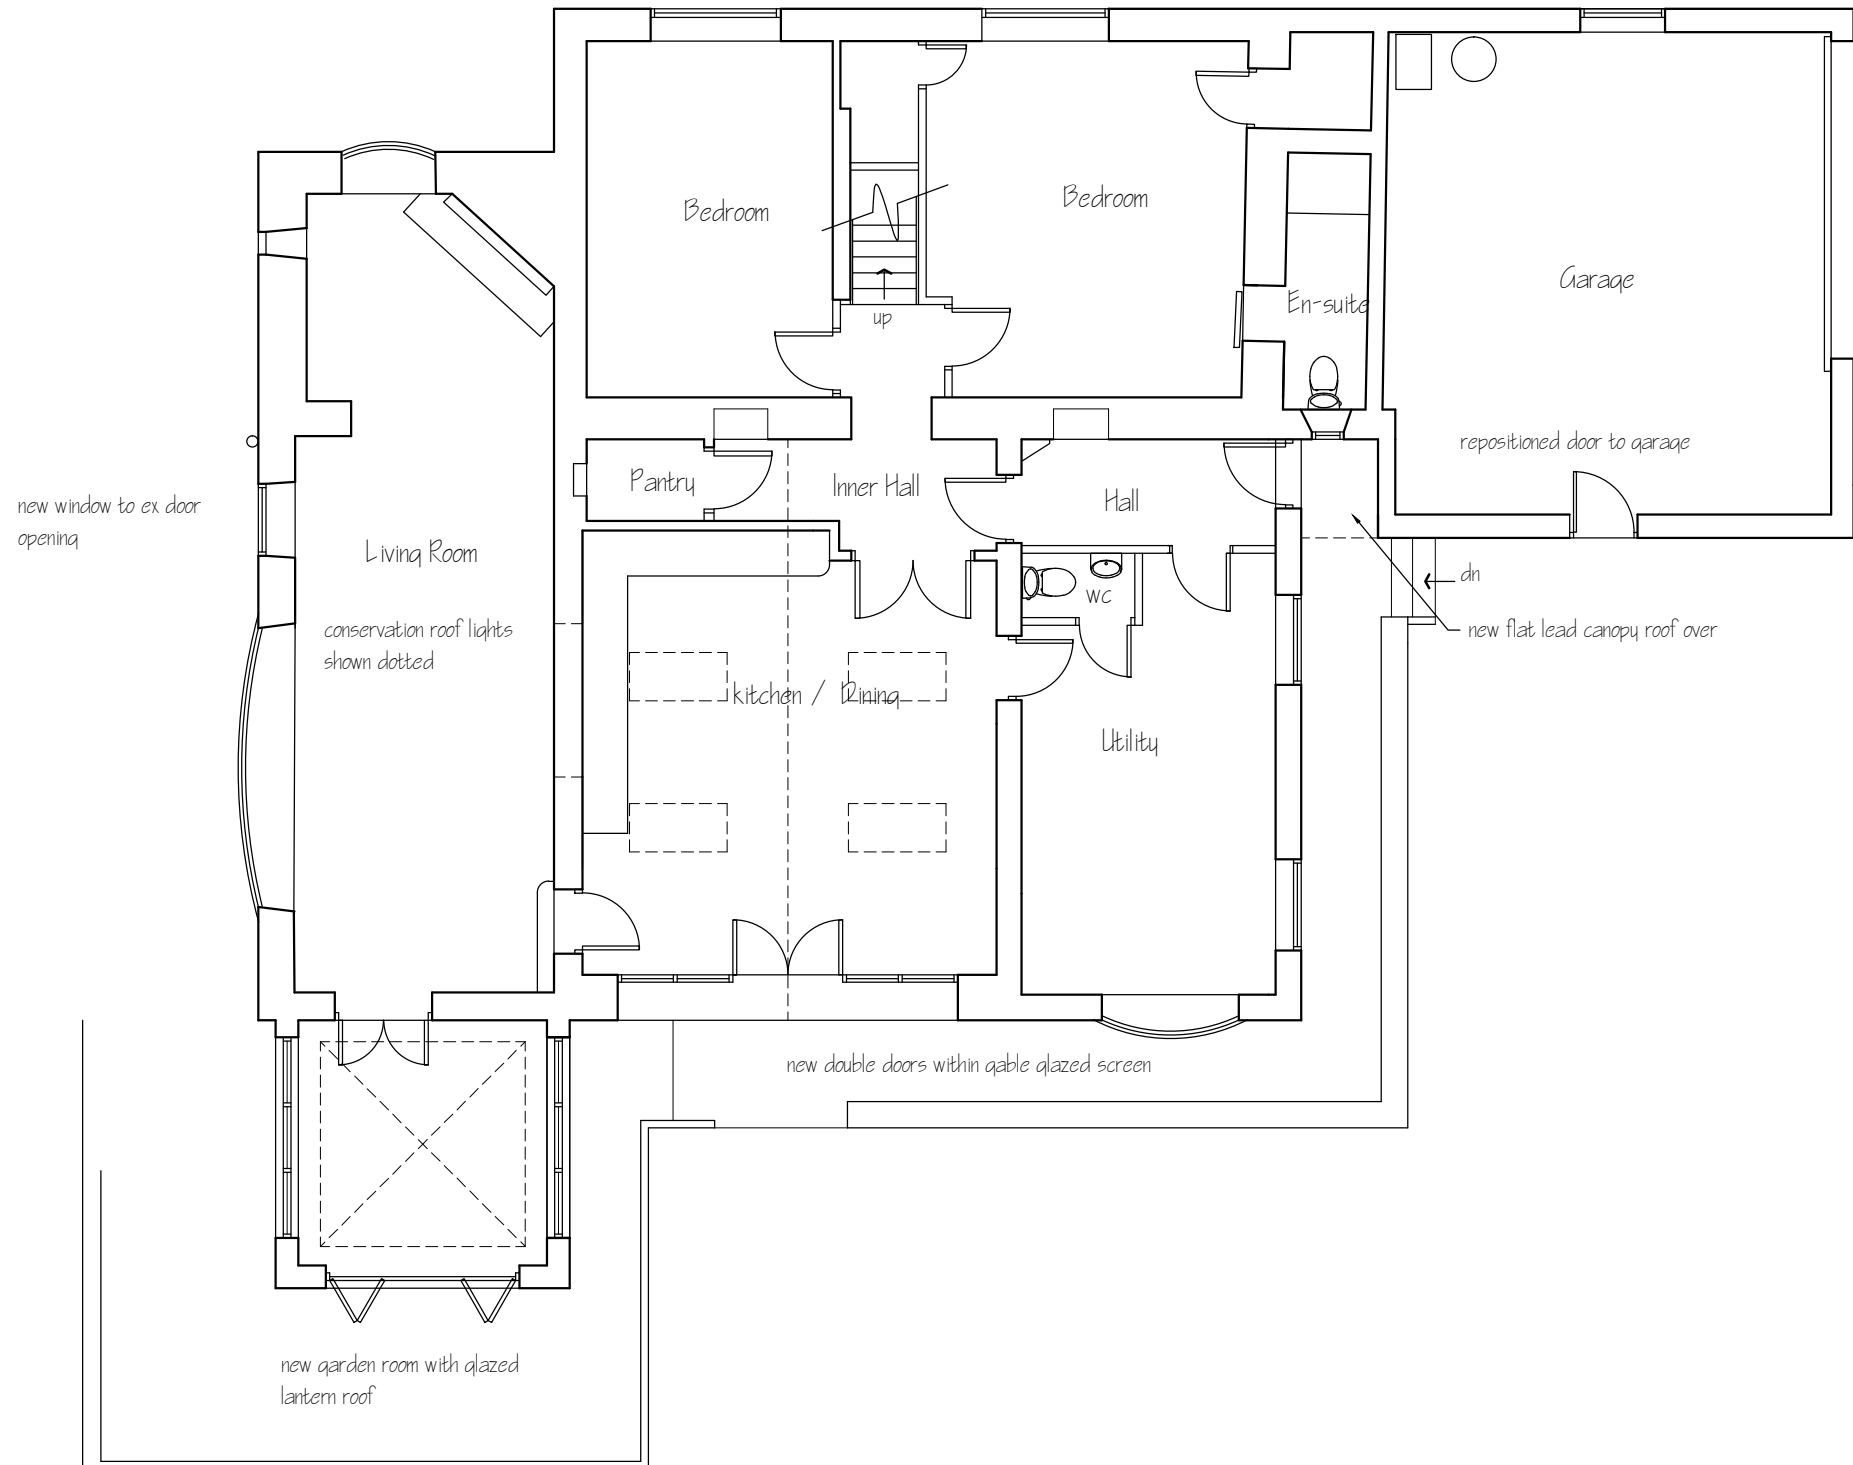 Bedroom
Bedroom
Garage
En-suite
up
repositioned door to garage
Pantry
Inner Hall
Hall
new window to ex door
opening
Living Room
dn
WC
conservation roof lights
shown dotted
new flat lead canopy roof over
kitchen / Dining
Utility
new double doors within gable glazed screen
new garden room with glazed
lantern roof